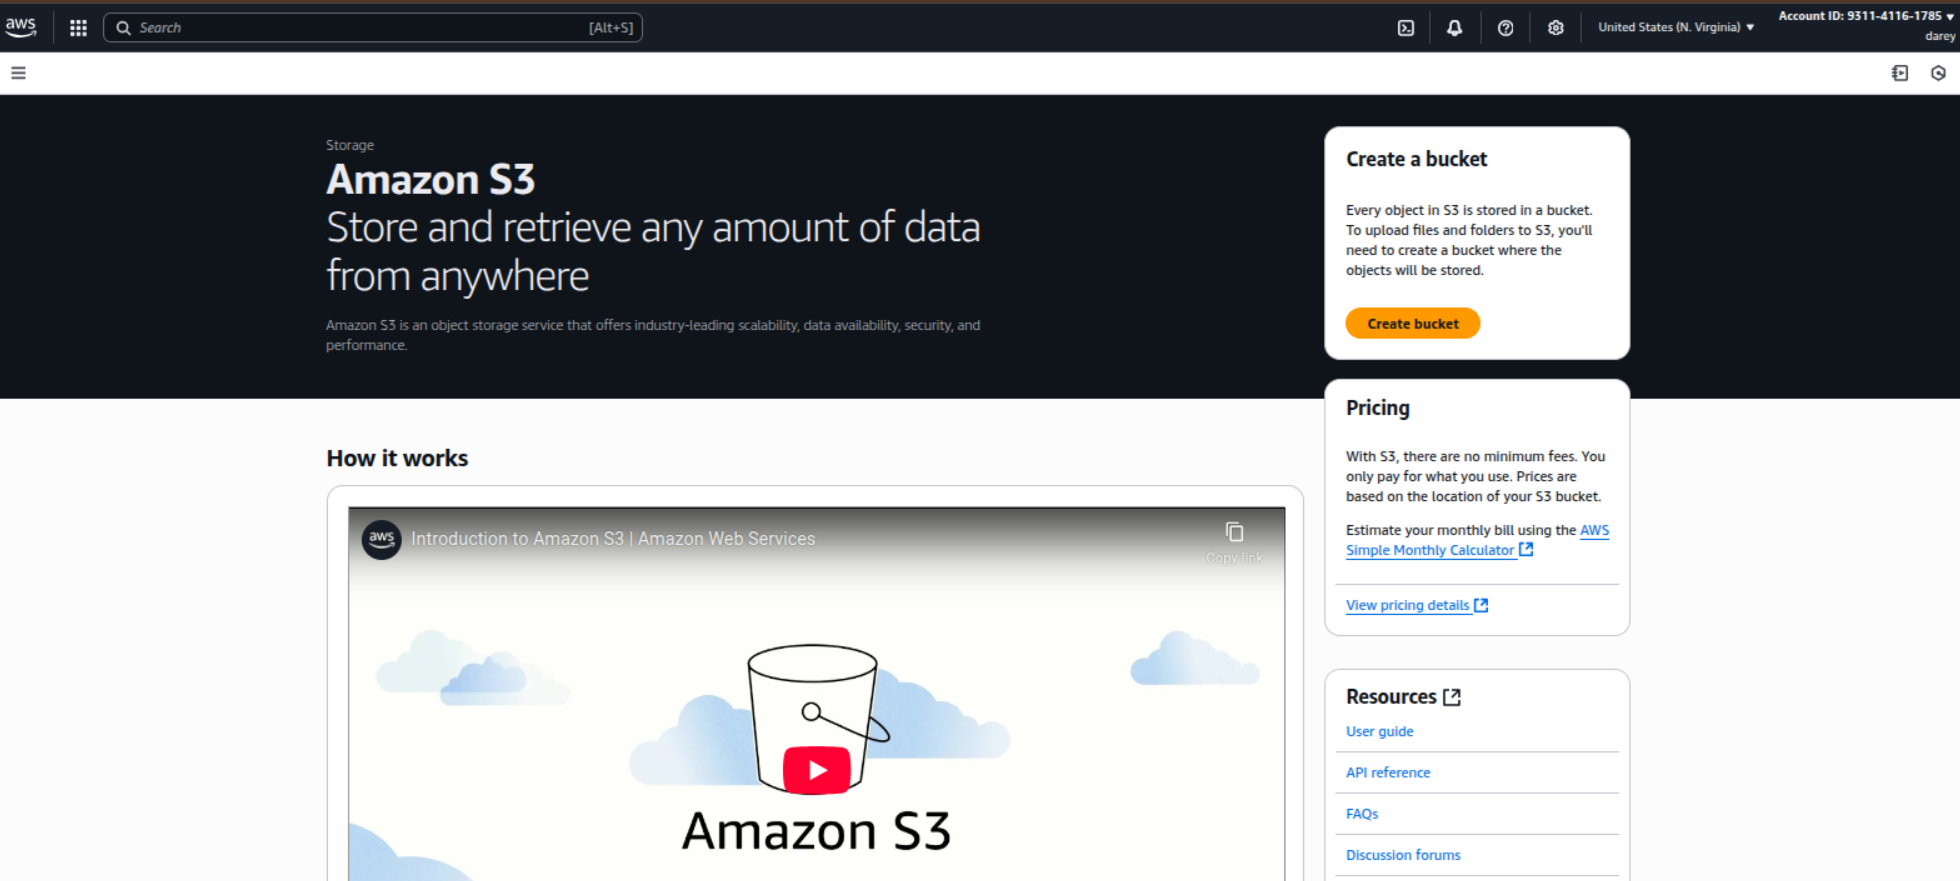 aws
Search
[Alt+S]
United States (N. Virginia)
Account ID: 9311-4116-1785
darey
Storage
Amazon S3
Store and retrieve any amount of data
from anywhere
Amazon S3 is an object storage service that offers industry-leading scalability, data availability, security, and
performance.
Create a bucket
Every object in S3 is stored in a bucket.
To upload files and folders to S3, you'll
need to create a bucket where the
objects will be stored.
Create bucket
Pricing
With S3, there are no minimum fees. You
only pay for what you use. Prices are
based on the location of your S3 bucket.
Estimate your monthly bill using the AWS
Simple Monthly Calculator
View pricing details
How it works
aws
Introduction to Amazon S3 | Amazon Web Services
Copy link
Amazon S3
Resources
User guide
API reference
FAQs
Discussion forums